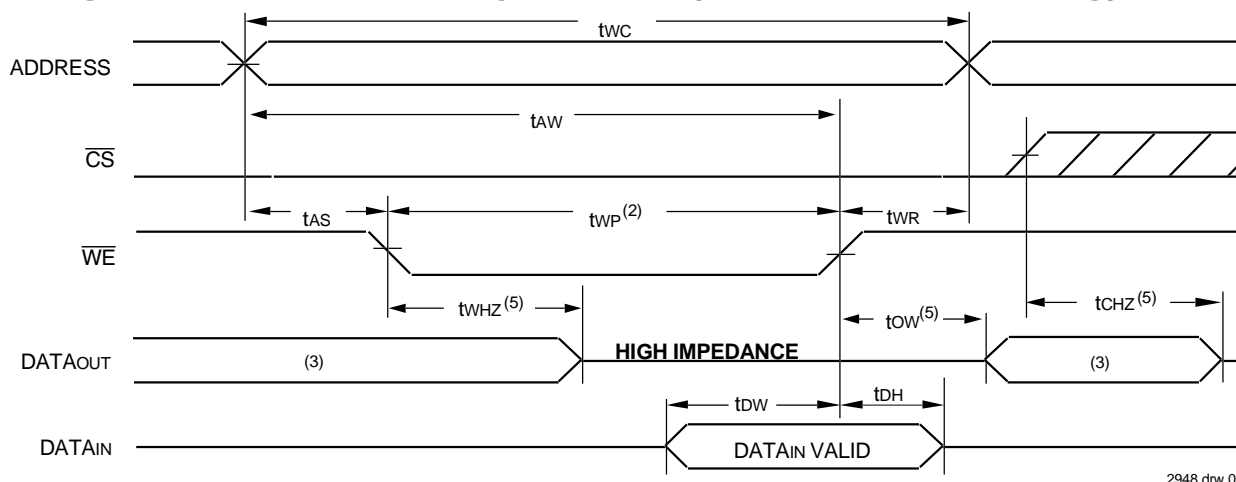 tWC
ADDRESS
tAW
CS
tAS tWP(2) tWR
WE
tWHZ(5) tOW(5) tCHZ(5)
DATAOUT (3) HIGH IMPEDANCE (3)
tDW tDH
DATAIN DATAIN VALID
2948 drw 0